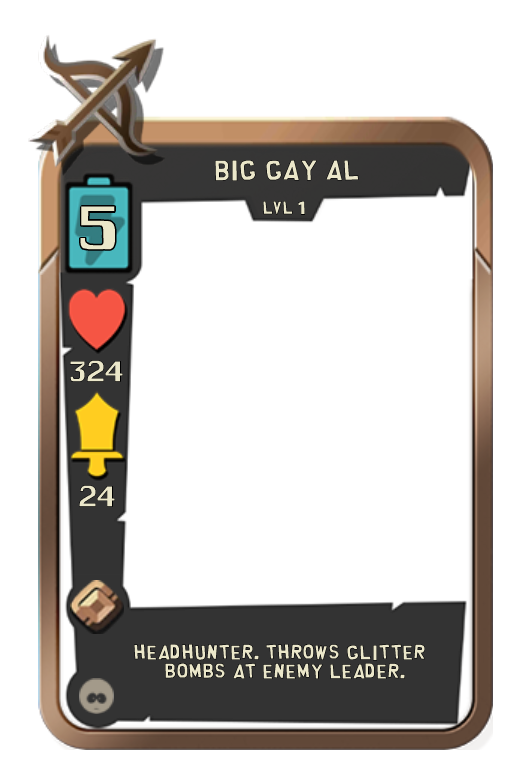 BIG GAY AL
LVL 1
5
324
24
HEADHUNTER. THROWS GLITTER
BOMBS AT ENEMY LEADER.